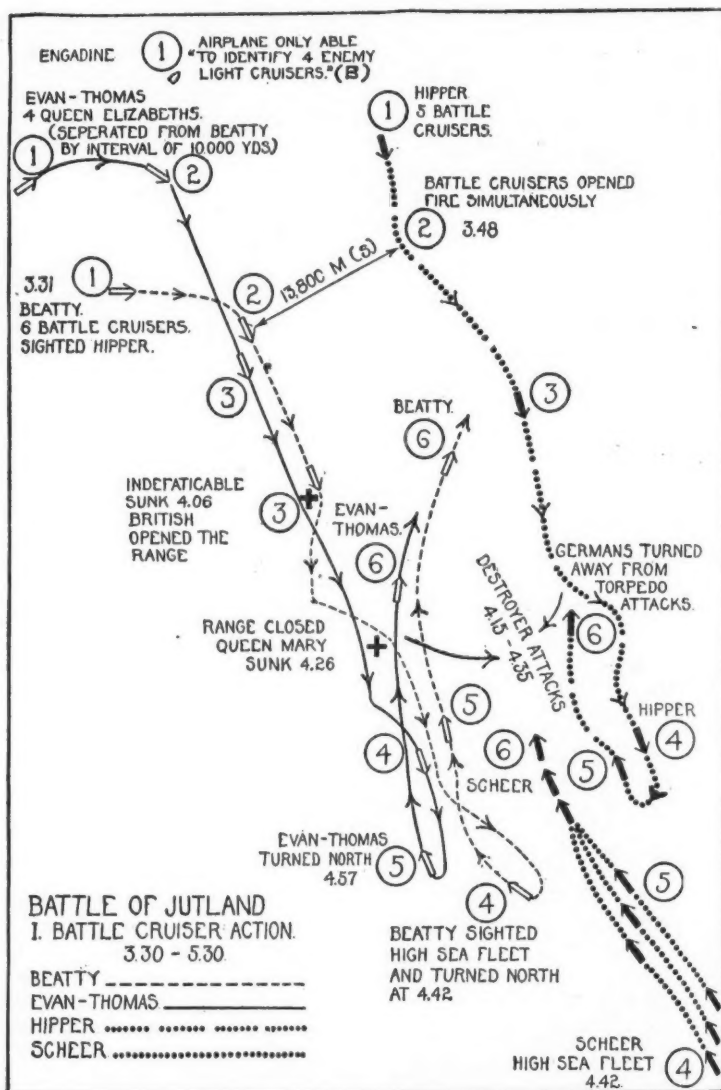 ENGADINE
1
AIRPLANE ONLY ABLE
"TO IDENTIFY 4 ENEMY
LIGHT CRUISERS." (B)
EVAN-THOMAS
4 QUEEN ELIZABETHS.
(SEPERATED FROM BEATTY
BY INTERVAL OF 10.000 YDS)
1
2
1
HIPPER
5 BATTLE
CRUISERS.
BATTLE CRUISERS OPENED
FIRE SIMULTANEOUSLY
2
3.48
13,800 M (S)
3.31
1
BEATTY.
6 BATTLE CRUISERS.
SIGHTED HIPPER.
2
3
3
BEATTY.
6
INDEFATICABLE
SUNK 4.06
BRITISH
OPENED THE
RANGE
3
EVAN-
THOMAS.
6
GERMANS TURNED
AWAY FROM
TORPEDO
ATTACKS.
DESTROYER ATTACKS
4.15 - 4.35
6
RANGE CLOSED
QUEEN MARY
SUNK 4.26
HIPPER
4
5
4
5
6
SCHEER
EVAN-THOMAS
TURNED NORTH
4.57
5
5
4
BEATTY SIGHTED
HIGH SEA FLEET
AND TURNED NORTH
AT 4.42
BATTLE OF JUTLAND
I. BATTLE CRUISER ACTION.
3.30 - 5.30
BEATTY
EVAN-THOMAS
HIPPER
SCHEER
SCHEER
HIGH SEA FLEET
4.42.
4